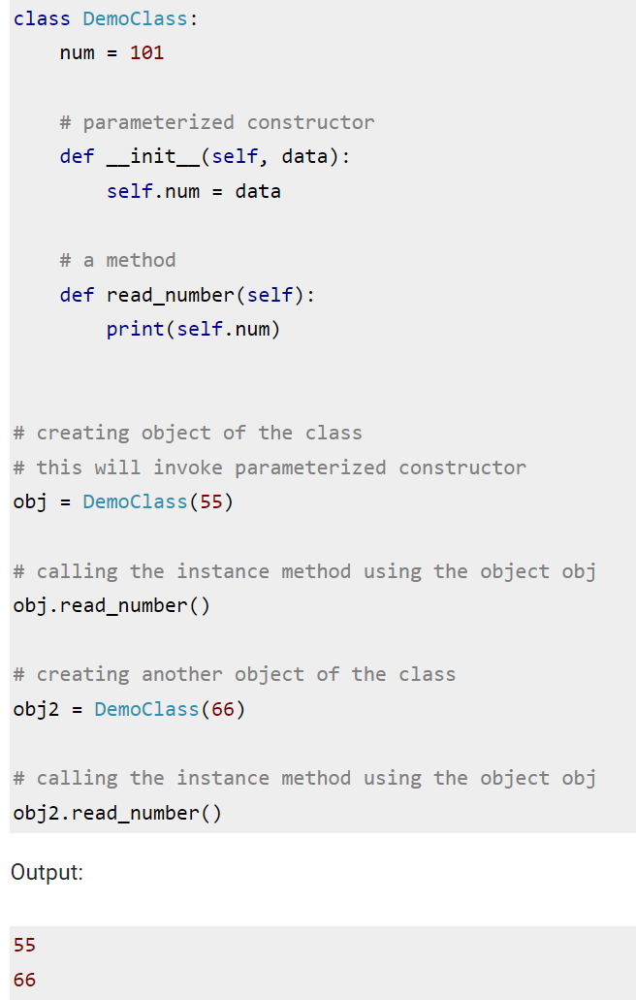 class DemoClass:
    num = 101

    # parameterized constructor
    def __init__(self, data):
        self.num = data

    # a method
    def read_number(self):
        print(self.num)


# creating object of the class
# this will invoke parameterized constructor
obj = DemoClass(55)

# calling the instance method using the object obj
obj.read_number()

# creating another object of the class
obj2 = DemoClass(66)

# calling the instance method using the object obj
obj2.read_number()

Output:

55
66